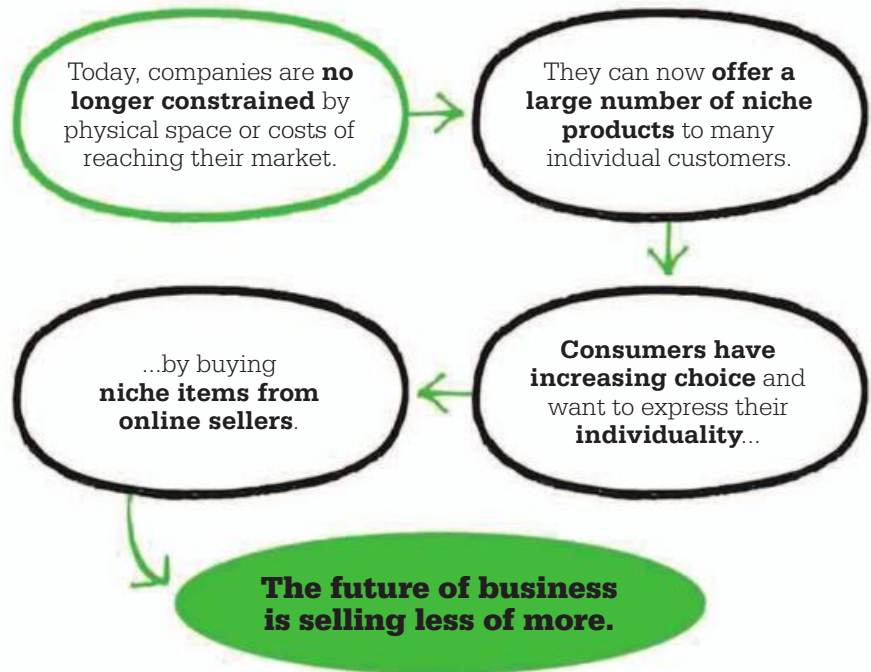 Today, companies are no
longer constrained by
physical space or costs of
reaching their market.
They can now offer a
large number of niche
products to many
individual customers.
Consumers have
increasing choice and
want to express their
individuality...
...by buying
niche items from
online sellers.
The future of business
is selling less of more.